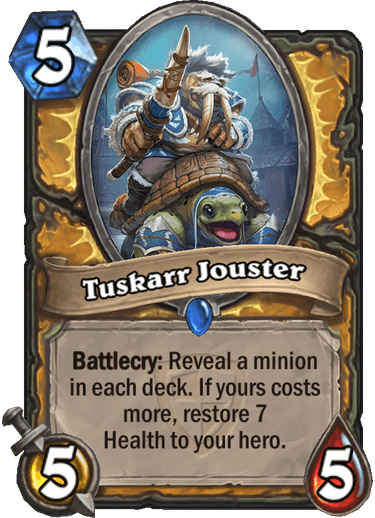 5
Tuskarr Jouster
Battlecry: Reveal a minion
in each deck. If yours costs
more, restore 7
Health to your hero.
5
5